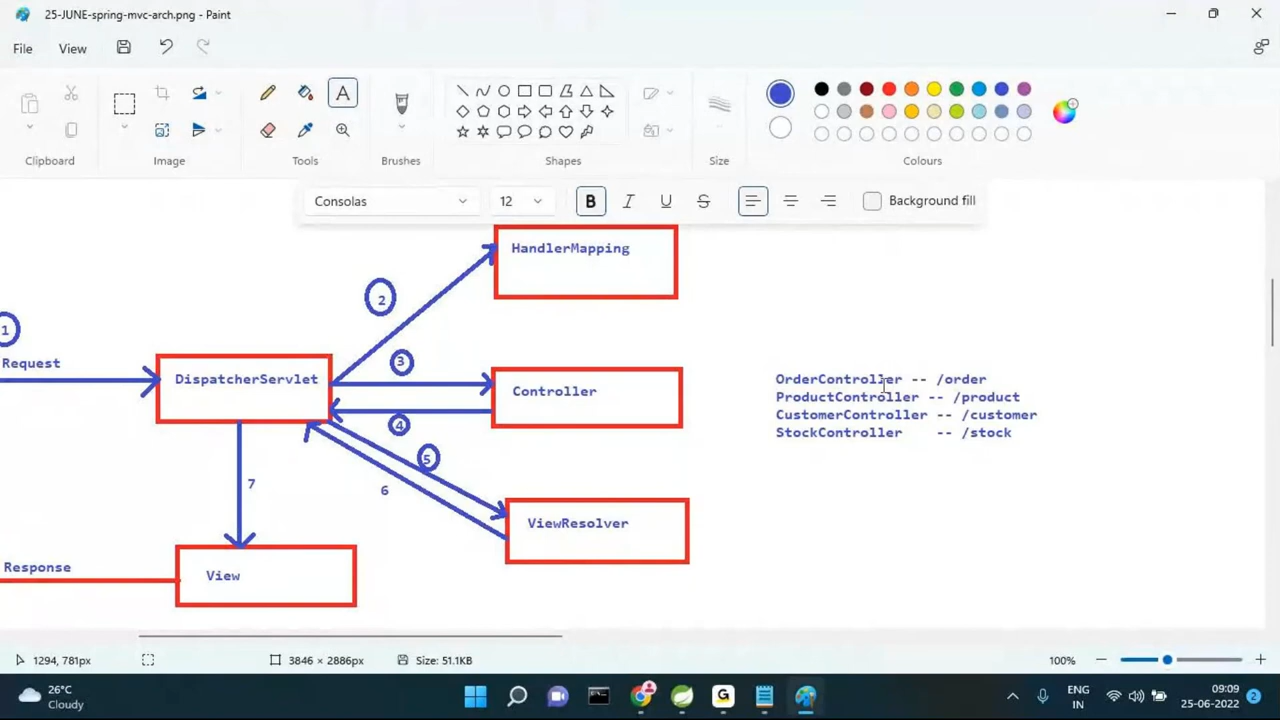 25-JUNE-spring-mvc-arch.png - Paint
File
View
Clipboard
Image
Tools
Brushes
Shapes
Size
Colours
Consolas
12
B
I
U
S
Background fill
HandlerMapping
2
1
3
Request
DispatcherServlet
Controller
OrderController -- /order
ProductController -- /product
CustomerController -- /customer
StockController -- /stock
4
5
6
7
ViewResolver
Response
View
1294, 781px
3846 × 2886px
Size: 51.1KB
100%
26°C
Cloudy
ENG
IN
09:09
25-06-2022
2